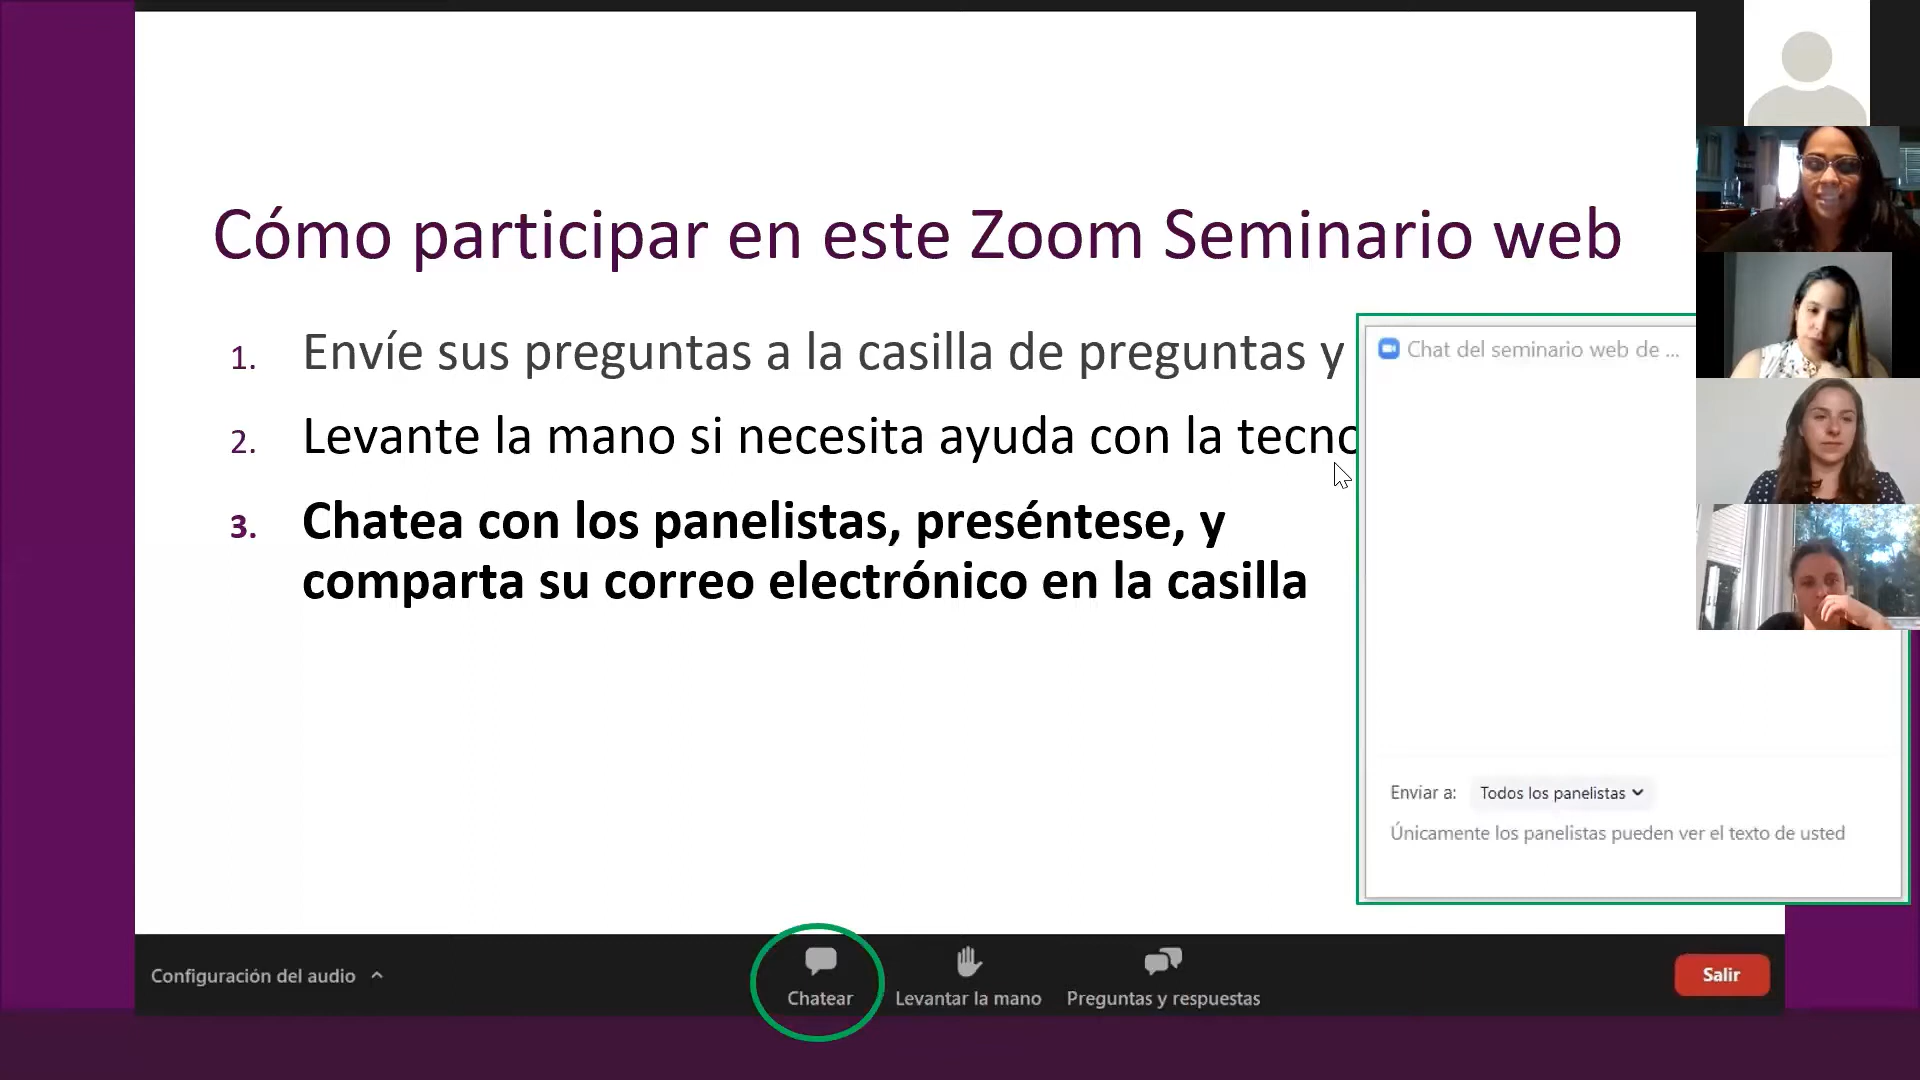 Cómo participar en este Zoom Seminario web
1. Envíe sus preguntas a la casilla de preguntas y
2. Levante la mano si necesita ayuda con la tecno
3. Chatea con los panelistas, preséntese, y
comparta su correo electrónico en la casilla
Chat del seminario web de ...
Enviar a: Todos los panelistas
Únicamente los panelistas pueden ver el texto de usted
Configuración del audio
Chatear
Levantar la mano
Preguntas y respuestas
Salir